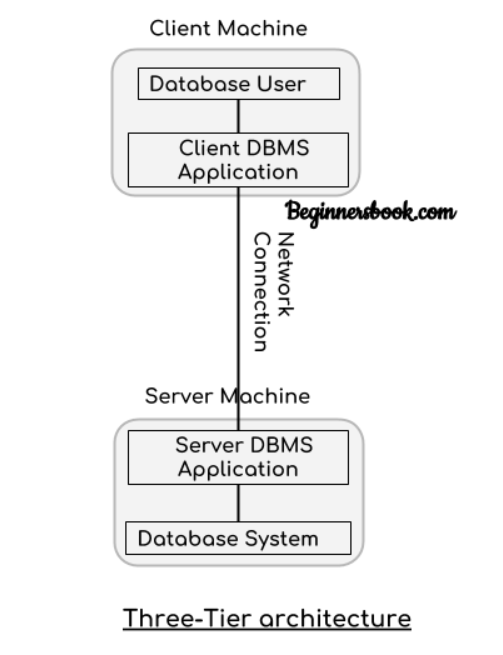 Client Machine
Database User
Client DBMS
Application
Beginnersbook.com
Network
Connection
Server Machine
Server DBMS
Application
Database System
Three-Tier architecture